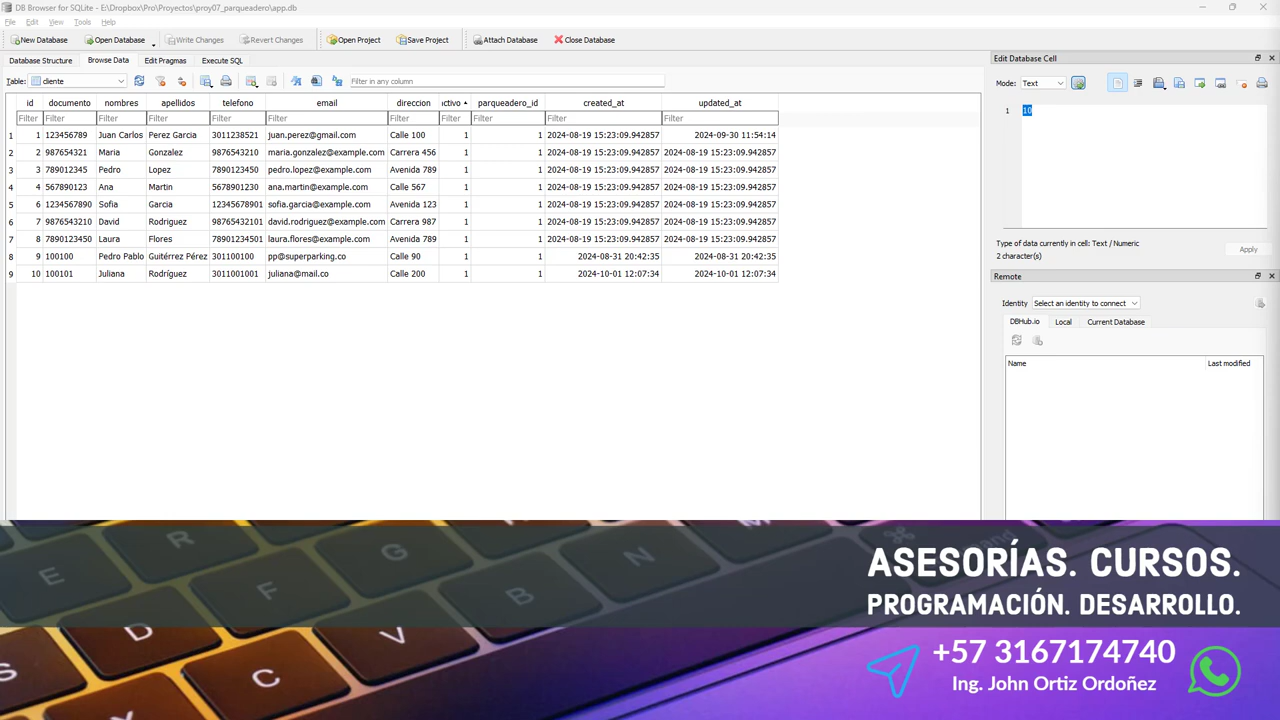 DB Browser for SQLite - E:\Dropbox\Pro\Proyectos\proy07_parqueadero\app.db
File Edit View Tools Help
New Database Open Database Write Changes Revert Changes Open Project Save Project Attach Database Close Database
Database Structure Browse Data Edit Pragmas Execute SQL
Table: cliente Filter in any column
id documento nombres apellidos telefono email direccion ctivo parqueadero_id created_at updated_at
Filter Filter Filter Filter Filter Filter Filter Filter Filter Filter Filter
1 1 123456789 Juan Carlos Perez Garcia 3011238521 juan.perez@gmail.com Calle 100 1 1 2024-08-19 15:23:09.942857 2024-09-30 11:54:14
2 2 987654321 Maria Gonzalez 9876543210 maria.gonzalez@example.com Carrera 456 1 1 2024-08-19 15:23:09.942857 2024-08-19 15:23:09.942857
3 3 789012345 Pedro Lopez 7890123450 pedro.lopez@example.com Avenida 789 1 1 2024-08-19 15:23:09.942857 2024-08-19 15:23:09.942857
4 4 567890123 Ana Martin 5678901230 ana.martin@example.com Calle 567 1 1 2024-08-19 15:23:09.942857 2024-08-19 15:23:09.942857
5 6 1234567890 Sofia Garcia 12345678901 sofia.garcia@example.com Avenida 123 1 1 2024-08-19 15:23:09.942857 2024-08-19 15:23:09.942857
6 7 9876543210 David Rodriguez 98765432101 david.rodriguez@example.com Carrera 987 1 1 2024-08-19 15:23:09.942857 2024-08-19 15:23:09.942857
7 8 7890123450 Laura Flores 78901234501 laura.flores@example.com Avenida 789 1 1 2024-08-19 15:23:09.942857 2024-08-19 15:23:09.942857
8 9 100100 Pedro Pablo Guitérrez Pérez 301100100 pp@superparking.co Calle 90 1 1 2024-08-31 20:42:35 2024-08-31 20:42:35
9 10 100101 Juliana Rodríguez 3011001001 juliana@mail.co Calle 200 1 1 2024-10-01 12:07:34 2024-10-01 12:07:34
Edit Database Cell
Mode: Text
1 10
Type of data currently in cell: Text / Numeric
2 character(s)
Apply
Remote
Identity Select an identity to connect
DBHub.io Local Current Database
Name Last modified
E R G N B F D V C S
ASESORÍAS. CURSOS.
PROGRAMACIÓN. DESARROLLO.
+57 3167174740
Ing. John Ortiz Ordoñez